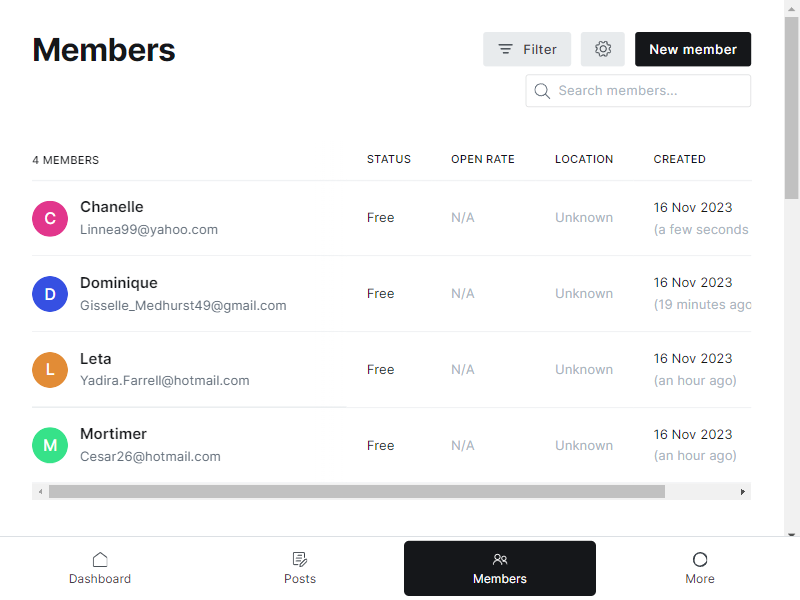 Members
Filter
New member
Search members...
4 MEMBERS STATUS OPEN RATE LOCATION CREATED
C Chanelle Linnea99@yahoo.com Free N/A Unknown 16 Nov 2023 (a few seconds
D Dominique Gisselle_Medhurst49@gmail.com Free N/A Unknown 16 Nov 2023 (19 minutes ago
L Leta Yadira.Farrell@hotmail.com Free N/A Unknown 16 Nov 2023 (an hour ago)
M Mortimer Cesar26@hotmail.com Free N/A Unknown 16 Nov 2023 (an hour ago)
Dashboard Posts Members More